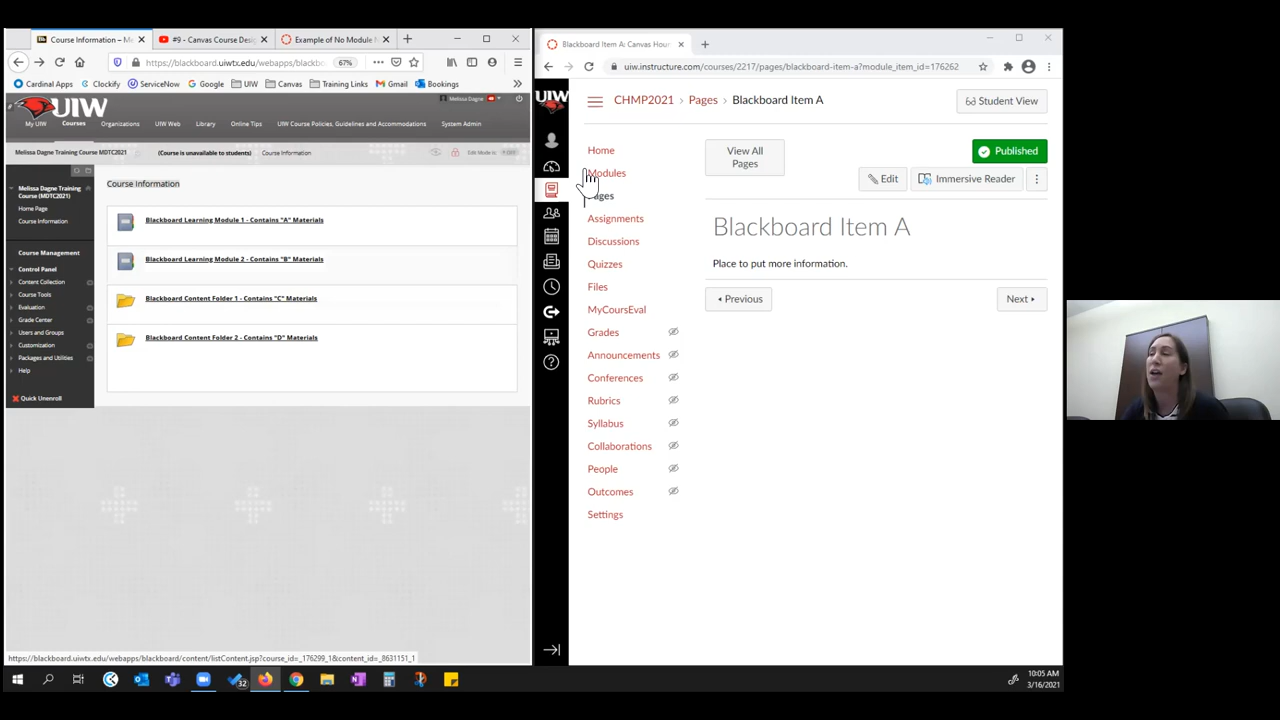 Course Information – M
#9 - Canvas Course Desi
Example of No Module N
https://blackboard.uiwtx.edu/webapps/blackbo
67%
Cardinal Apps
Clockify
ServiceNow
Google
UIW
Canvas
Training Links
Gmail
Bookings
UIW
Melissa Dagne
My UIW
Courses
Organizations
UIW Web
Library
Online Tips
UIW Course Policies, Guidelines and Accommodations
System Admin
Melissa Dagne Training Course MDTC2021
(Course is unavailable to students)
Course Information
Edit Mode is:
OFF
Melissa Dagne Training
Course (MDTC2021)
Home Page
Course Information
Course Management
Control Panel
Content Collection
Course Tools
Evaluation
Grade Center
Users and Groups
Customization
Packages and Utilities
Help
Quick Unenroll
Course Information
Blackboard Learning Module 1 - Contains "A" Materials
Blackboard Learning Module 2 - Contains "B" Materials
Blackboard Content Folder 1 - Contains "C" Materials
Blackboard Content Folder 2 - Contains "D" Materials
https://blackboard.uiwtx.edu/webapps/blackboard/content/listContent.jsp?course_id=_176299_1&content_id=_8631151_1
Blackboard Item A: Canvas Hour
uiw.instructure.com/courses/2217/pages/blackboard-item-a?module_item_id=176262
UIW
CHMP2021 › Pages › Blackboard Item A
Student View
Home
Modules
Pages
Assignments
Discussions
Quizzes
Files
MyCoursEval
Grades
Announcements
Conferences
Rubrics
Syllabus
Collaborations
People
Outcomes
Settings
View All
Pages
Published
Edit
Immersive Reader
Blackboard Item A
Place to put more information.
Previous
Next
32
10:05 AM
3/16/2021